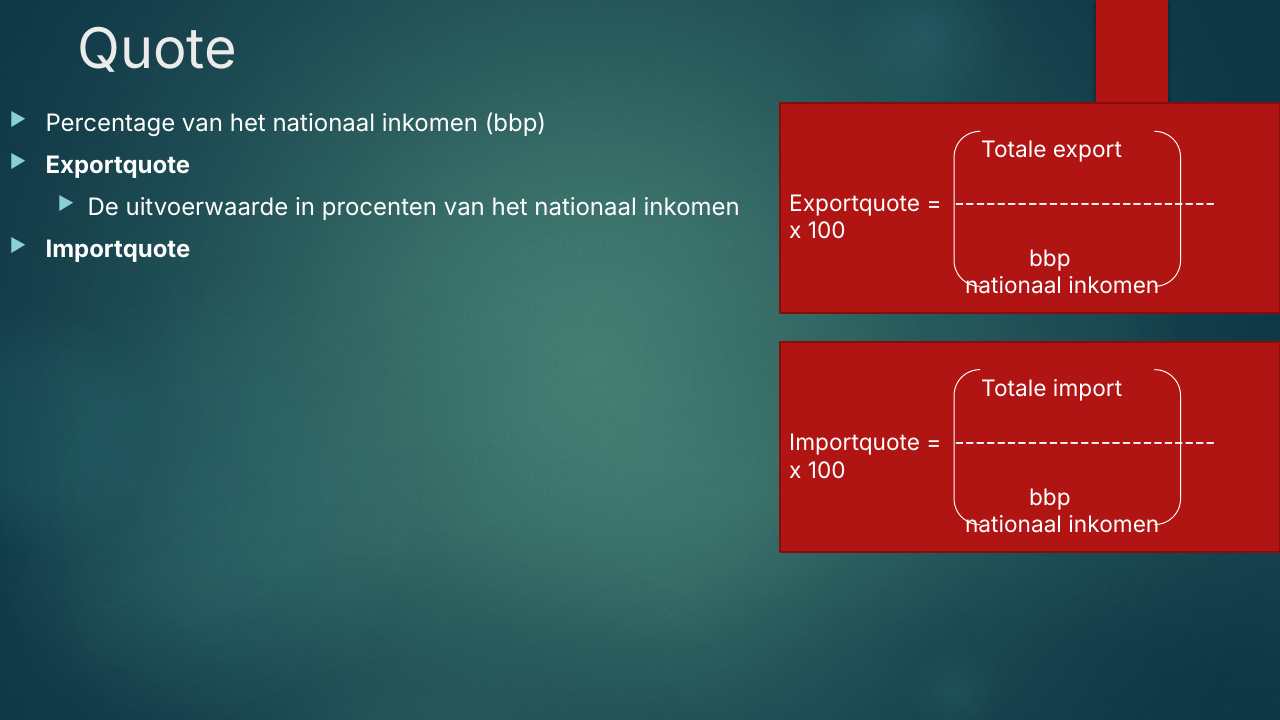 Quote
Percentage van het nationaal inkomen (bbp)
Exportquote
De uitvoerwaarde in procenten van het nationaal inkomen
Importquote
Totale export
Exportquote = -------------------------
x 100
bbp
nationaal inkomen
Totale import
Importquote = -------------------------
x 100
bbp
nationaal inkomen